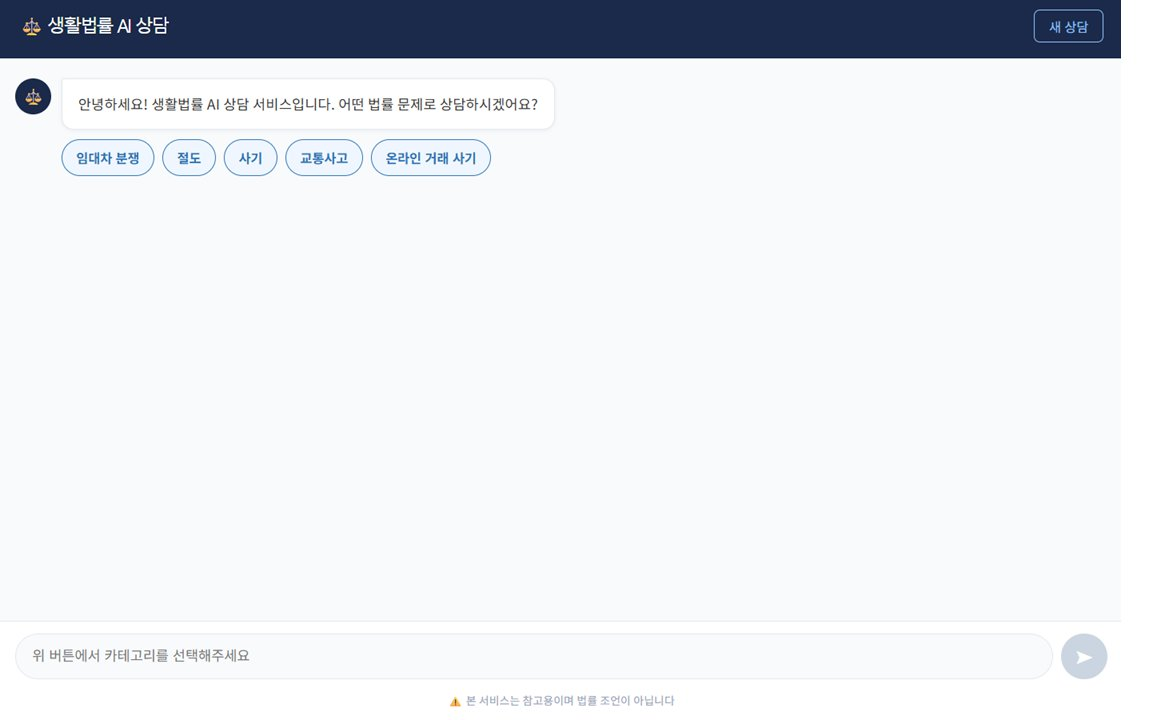 생활법률 AI 상담
새 상담
안녕하세요! 생활법률 AI 상담 서비스입니다. 어떤 법률 문제로 상담하시겠어요?
임대차 분쟁 절도 사기 교통사고 온라인 거래 사기
위 버튼에서 카테고리를 선택해주세요
본 서비스는 참고용이며 법률 조언이 아닙니다